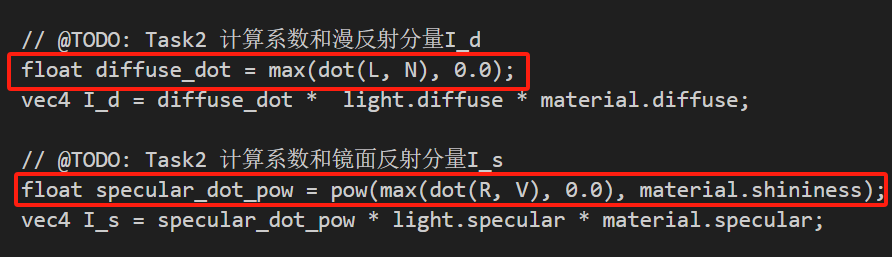 // @TODO: Task2 计算系数和漫反射分量I_d
float diffuse_dot = max(dot(L, N), 0.0);
vec4 I_d = diffuse_dot *  light.diffuse * material.diffuse;
// @TODO: Task2 计算系数和镜面反射分量I_s
float specular_dot_pow = pow(max(dot(R, V), 0.0), material.shininess);
vec4 I_s = specular_dot_pow * light.specular * material.specular;